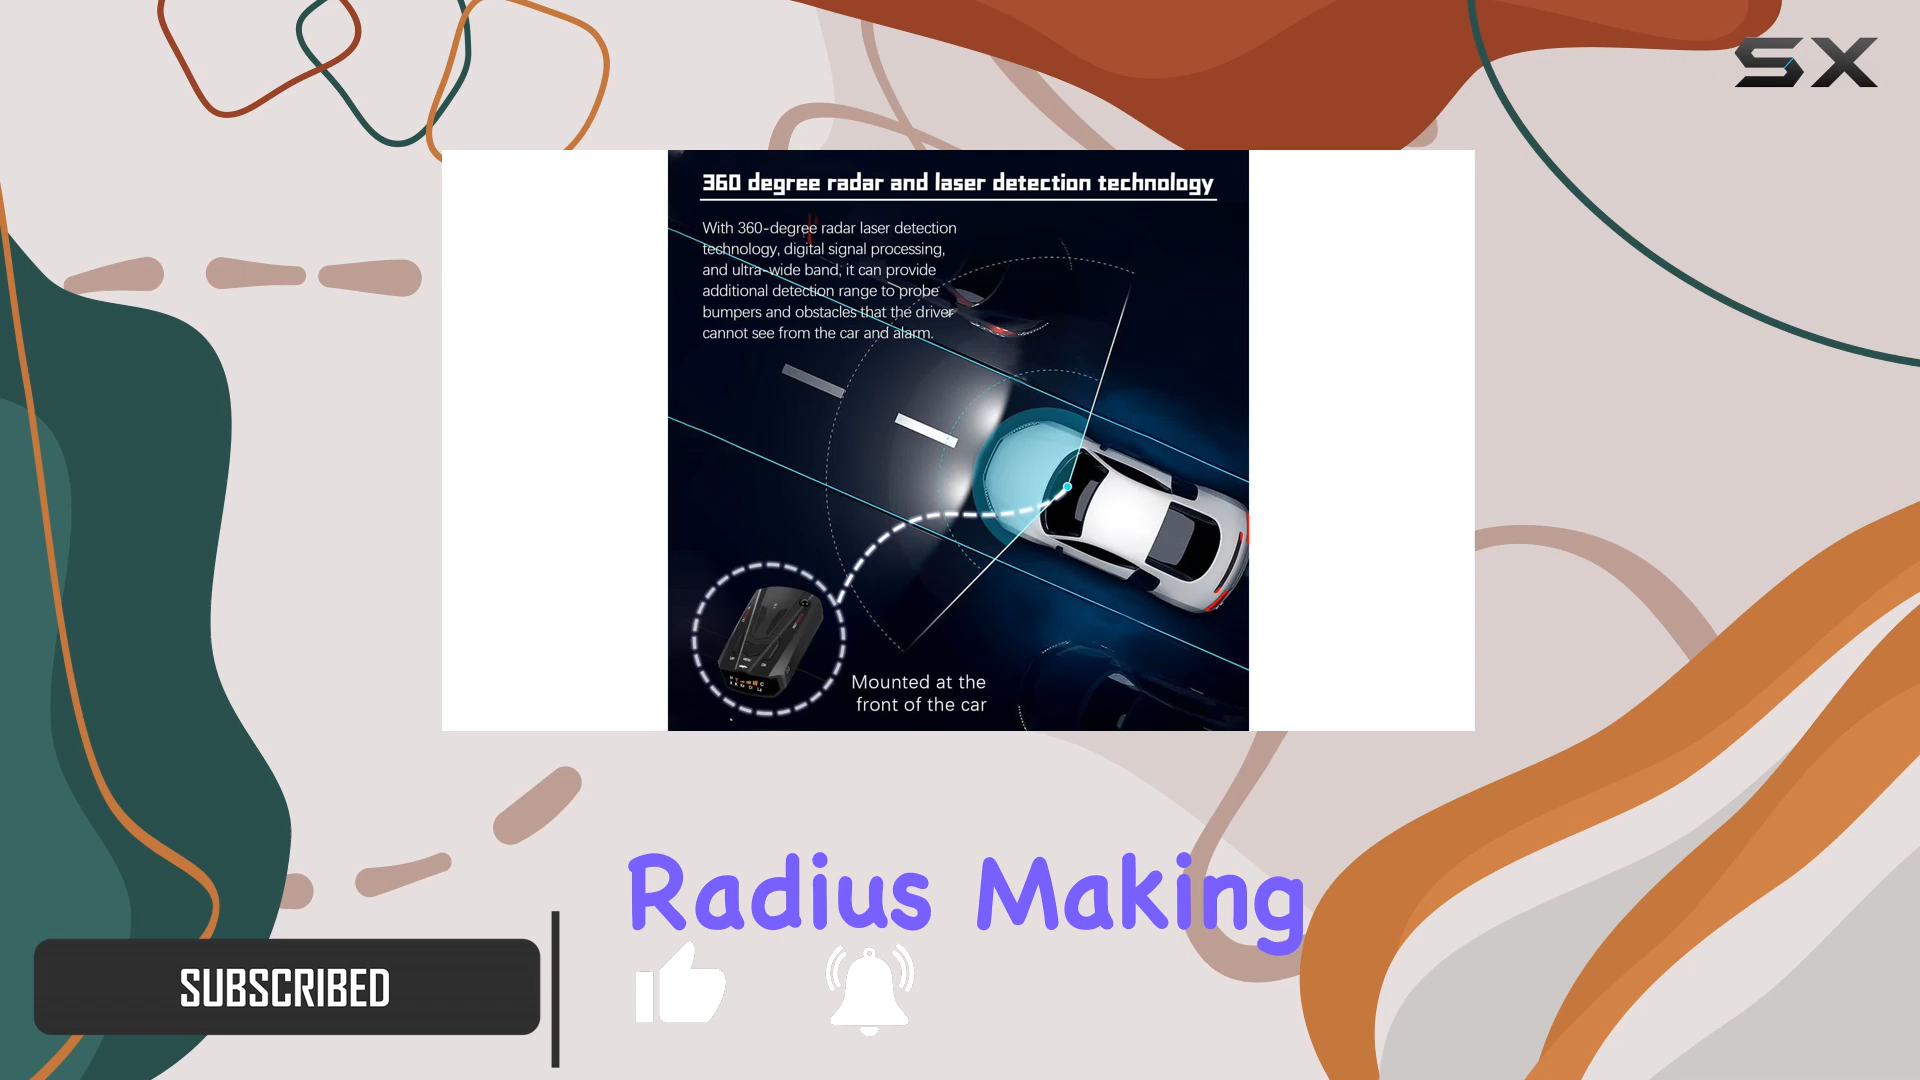 SX
360 degree radar and laser detection technology
With 360-degree radar laser detection
technology, digital signal processing,
and ultra-wide band, it can provide
additional detection range to probe
bumpers and obstacles that the driver
cannot see from the car and alarm.
Mounted at the
front of the car
Radius Making
SUBSCRIBED